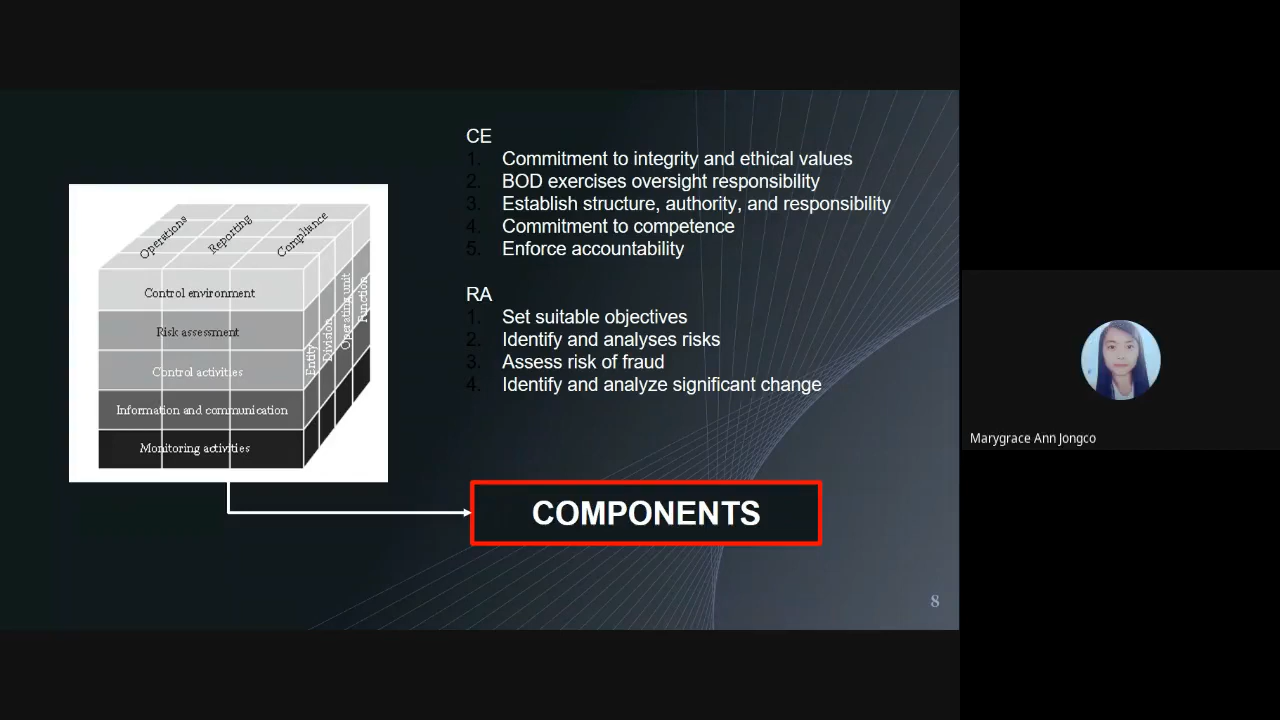 CE
1. Commitment to integrity and ethical values
2. BOD exercises oversight responsibility
3. Establish structure, authority, and responsibility
4. Commitment to competence
5. Enforce accountability
RA
1. Set suitable objectives
2. Identify and analyses risks
3. Assess risk of fraud
4. Identify and analyze significant change
Operations
Reporting
Compliance
Control environment
Risk assessment
Control activities
Information and communication
Monitoring activities
Entity
Division
Operating unit
Function
COMPONENTS
8
Marygrace Ann Jongco